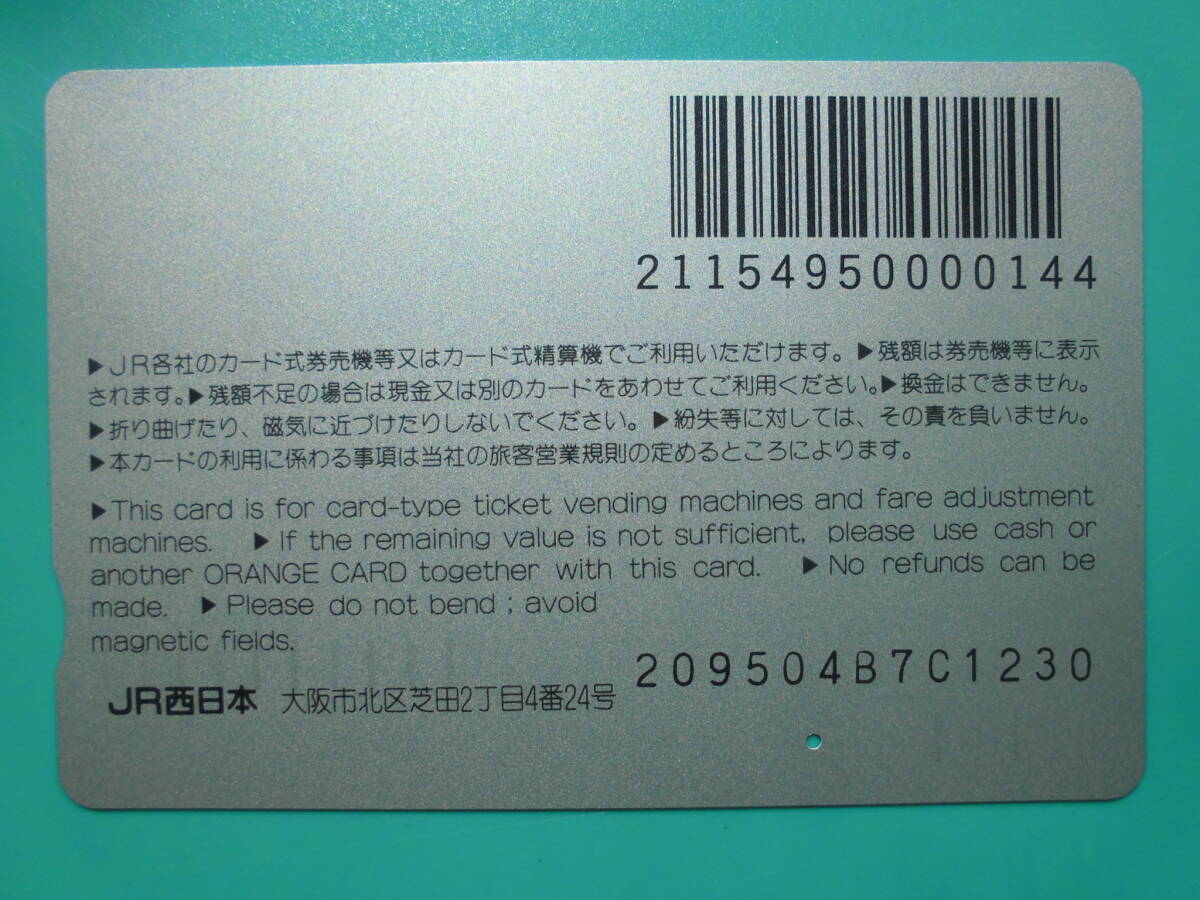 211549500000144
▶JR各社のカード式券売機等又はカード式精算機でご利用いただけます。▶残額は券売機等に表示
されます。▶残額不足の場合は現金又は別のカードをあわせてご利用ください。▶換金はできません。
▶折り曲げたり、磁気に近づけたりしないでください。▶紛失等に対しては、その責を負いません。
▶本カードの利用に係わる事項は当社の旅客営業規則の定めるところによります。
▶This card is for card-type ticket vending machines and fare adjustment
machines. ▶If the remaining value is not sufficient, please use cash or
another ORANGE CARD together with this card. ▶No refunds can be
made. ▶Please do not bend ; avoid
magnetic fields.
209504B7C1230
JR西日本 大阪市北区芝田2丁目4番24号